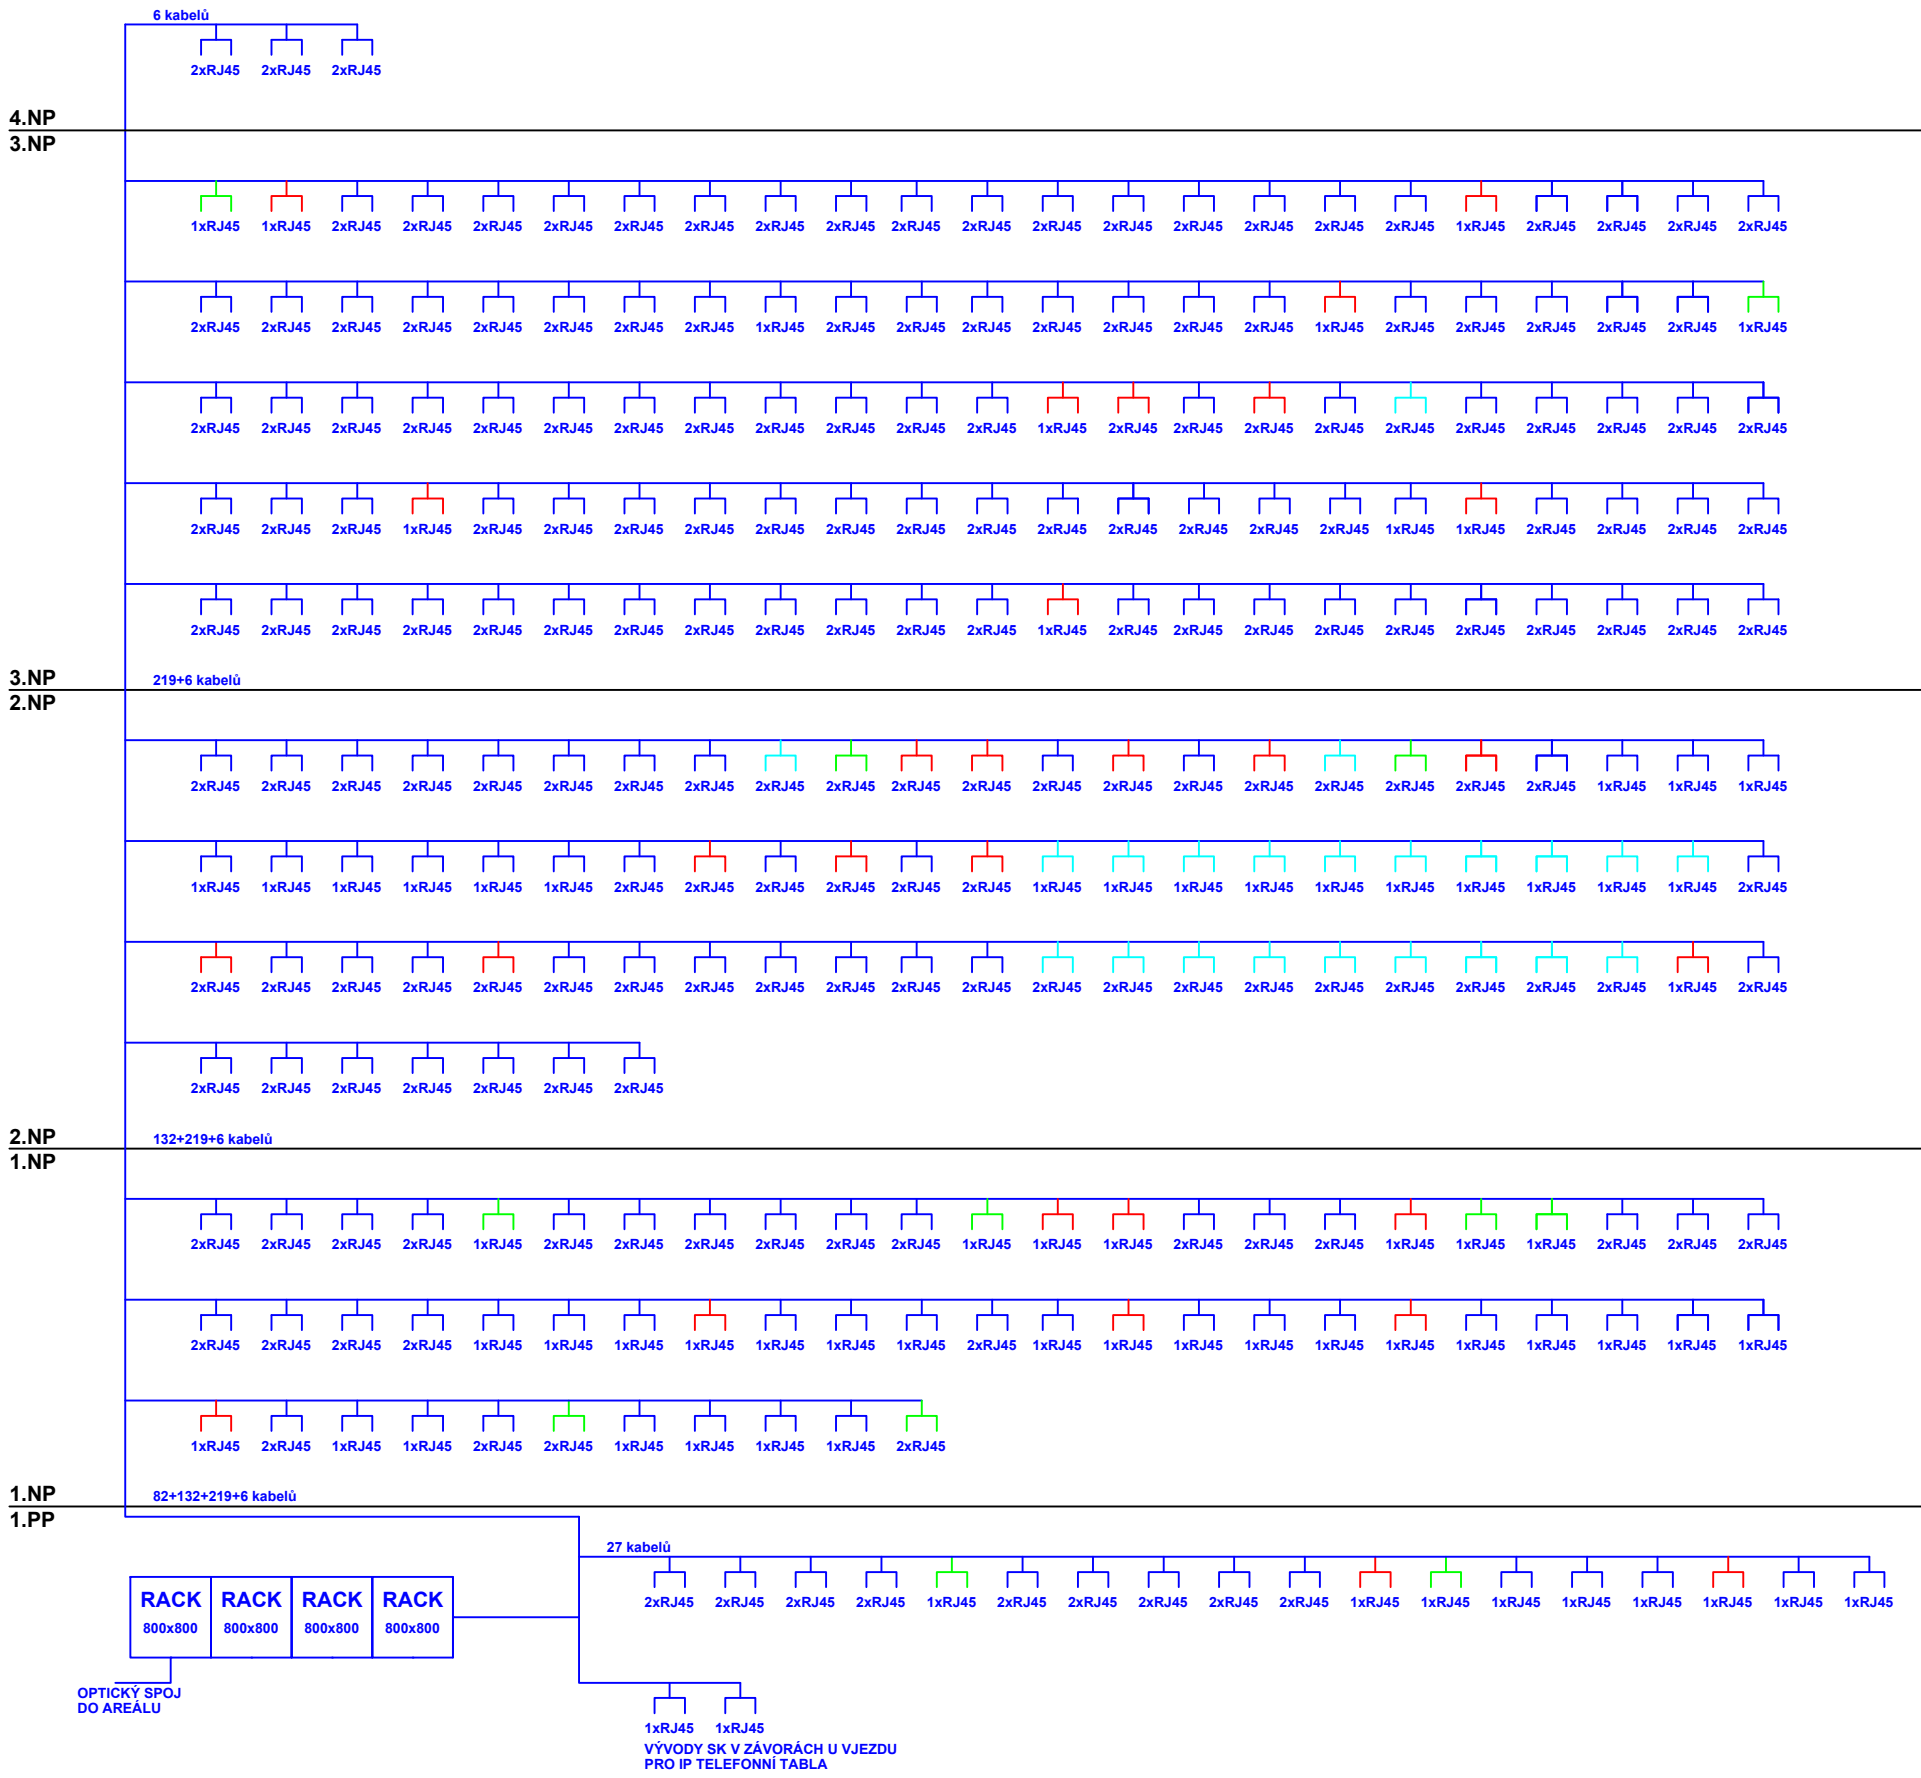 6 kabelů
2xRJ45 2xRJ45 2xRJ45
4.NP
3.NP
1xRJ45 1xRJ45 2xRJ45 2xRJ45 2xRJ45 2xRJ45 2xRJ45 2xRJ45 2xRJ45 2xRJ45 2xRJ45 2xRJ45 2xRJ45 2xRJ45 2xRJ45 2xRJ45 2xRJ45 2xRJ45 1xRJ45 2xRJ45 2xRJ45 2xRJ45 2xRJ45
2xRJ45 2xRJ45 2xRJ45 2xRJ45 2xRJ45 2xRJ45 2xRJ45 2xRJ45 1xRJ45 2xRJ45 2xRJ45 2xRJ45 2xRJ45 2xRJ45 2xRJ45 2xRJ45 1xRJ45 2xRJ45 2xRJ45 2xRJ45 2xRJ45 2xRJ45 1xRJ45
2xRJ45 2xRJ45 2xRJ45 2xRJ45 2xRJ45 2xRJ45 2xRJ45 2xRJ45 2xRJ45 2xRJ45 2xRJ45 2xRJ45 1xRJ45 2xRJ45 2xRJ45 2xRJ45 2xRJ45 2xRJ45 2xRJ45 2xRJ45 2xRJ45 2xRJ45 2xRJ45
2xRJ45 2xRJ45 2xRJ45 1xRJ45 2xRJ45 2xRJ45 2xRJ45 2xRJ45 2xRJ45 2xRJ45 2xRJ45 2xRJ45 2xRJ45 2xRJ45 2xRJ45 2xRJ45 2xRJ45 1xRJ45 1xRJ45 2xRJ45 2xRJ45 2xRJ45 2xRJ45
2xRJ45 2xRJ45 2xRJ45 2xRJ45 2xRJ45 2xRJ45 2xRJ45 2xRJ45 2xRJ45 2xRJ45 2xRJ45 2xRJ45 1xRJ45 2xRJ45 2xRJ45 2xRJ45 2xRJ45 2xRJ45 2xRJ45 2xRJ45 2xRJ45 2xRJ45 2xRJ45
3.NP 219+6 kabelů
2.NP
2xRJ45 2xRJ45 2xRJ45 2xRJ45 2xRJ45 2xRJ45 2xRJ45 2xRJ45 2xRJ45 2xRJ45 2xRJ45 2xRJ45 2xRJ45 2xRJ45 2xRJ45 2xRJ45 2xRJ45 2xRJ45 2xRJ45 2xRJ45 1xRJ45 1xRJ45 1xRJ45
1xRJ45 1xRJ45 1xRJ45 1xRJ45 1xRJ45 1xRJ45 2xRJ45 2xRJ45 2xRJ45 2xRJ45 2xRJ45 2xRJ45 1xRJ45 1xRJ45 1xRJ45 1xRJ45 1xRJ45 1xRJ45 1xRJ45 1xRJ45 1xRJ45 1xRJ45 2xRJ45
2xRJ45 2xRJ45 2xRJ45 2xRJ45 2xRJ45 2xRJ45 2xRJ45 2xRJ45 2xRJ45 2xRJ45 2xRJ45 2xRJ45 2xRJ45 2xRJ45 2xRJ45 2xRJ45 2xRJ45 2xRJ45 2xRJ45 2xRJ45 2xRJ45 1xRJ45 2xRJ45
2xRJ45 2xRJ45 2xRJ45 2xRJ45 2xRJ45 2xRJ45 2xRJ45
2.NP 132+219+6 kabelů
1.NP
2xRJ45 2xRJ45 2xRJ45 2xRJ45 1xRJ45 2xRJ45 2xRJ45 2xRJ45 2xRJ45 2xRJ45 2xRJ45 1xRJ45 1xRJ45 1xRJ45 2xRJ45 2xRJ45 2xRJ45 1xRJ45 1xRJ45 1xRJ45 2xRJ45 2xRJ45 2xRJ45
2xRJ45 2xRJ45 2xRJ45 2xRJ45 1xRJ45 1xRJ45 1xRJ45 1xRJ45 1xRJ45 1xRJ45 1xRJ45 2xRJ45 1xRJ45 1xRJ45 1xRJ45 1xRJ45 1xRJ45 1xRJ45 1xRJ45 1xRJ45 1xRJ45 1xRJ45 1xRJ45
1xRJ45 2xRJ45 1xRJ45 1xRJ45 2xRJ45 2xRJ45 1xRJ45 1xRJ45 1xRJ45 1xRJ45 2xRJ45
1.NP 82+132+219+6 kabelů
1.PP
27 kabelů
2xRJ45 2xRJ45 2xRJ45 2xRJ45 1xRJ45 2xRJ45 2xRJ45 2xRJ45 2xRJ45 2xRJ45 1xRJ45 1xRJ45 1xRJ45 1xRJ45 1xRJ45 1xRJ45 1xRJ45 1xRJ45
RACK RACK RACK RACK
800x800 800x800 800x800 800x800
OPTICKÝ SPOJ
DO AREÁLU
1xRJ45 1xRJ45
VÝVODY SK V ZÁVORÁCH U VJEZDU
PRO IP TELEFONNÍ TABLA